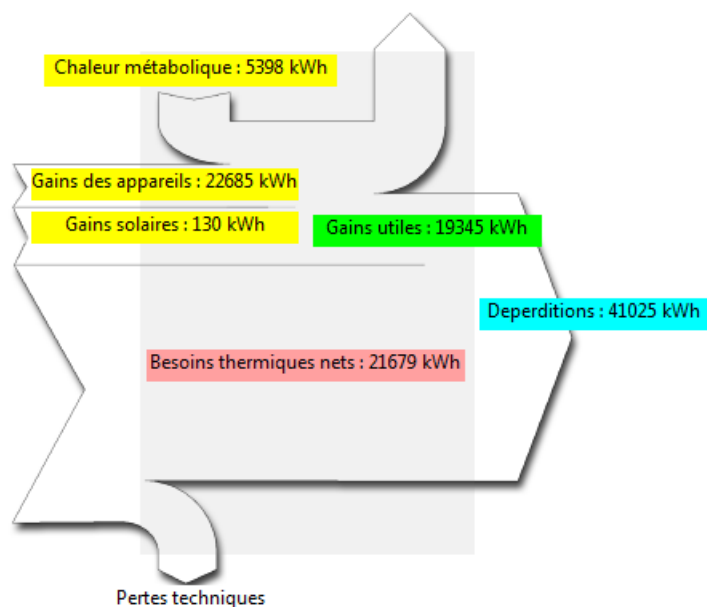 Chaleur métabolique : 5398 kWh
Gains des appareils : 22685 kWh
Gains solaires : 130 kWh
Gains utiles : 19345 kWh
Deperditions : 41025 kWh
Besoins thermiques nets : 21679 kWh
Pertes techniques